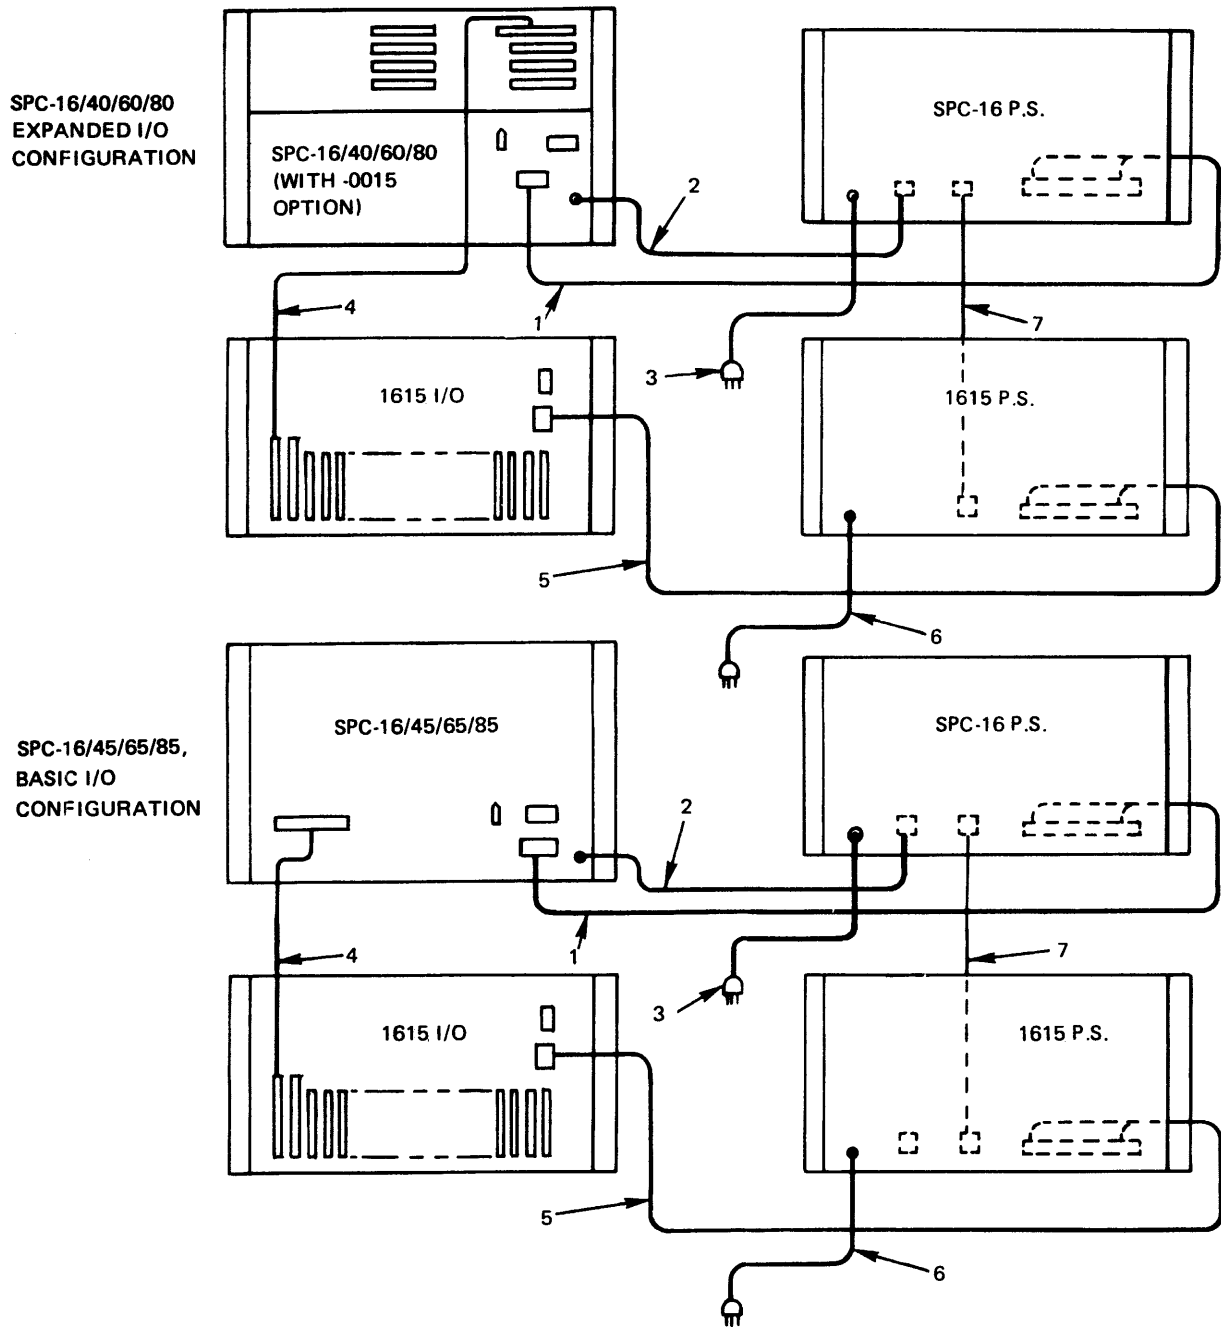 SPC-16/40/60/80
EXPANDED I/O
CONFIGURATION
SPC-16/40/60/80
(WITH -0015
OPTION)
SPC-16 P.S.
2
4
1
7
3
1615 I/O
1615 P.S.
5
6
SPC-16/45/65/85,
BASIC I/O
CONFIGURATION
SPC-16/45/65/85
SPC-16 P.S.
2
4
1
7
3
1615 I/O
1615 P.S.
5
6